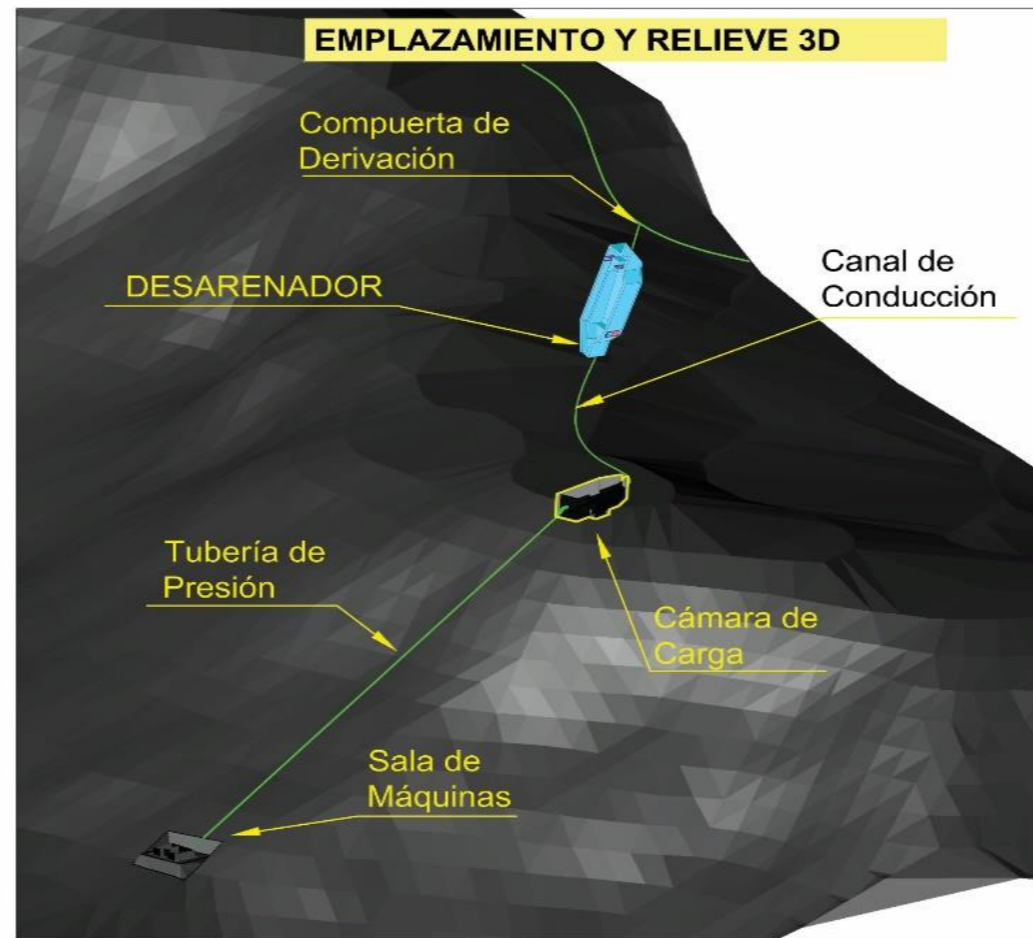 EMPLAZAMIENTO Y RELIEVE 3D
Compuerta de
Derivación
DESARENADOR
Canal de
Conducción
Tubería de
Presión
Cámara de
Carga
Sala de
Máquinas